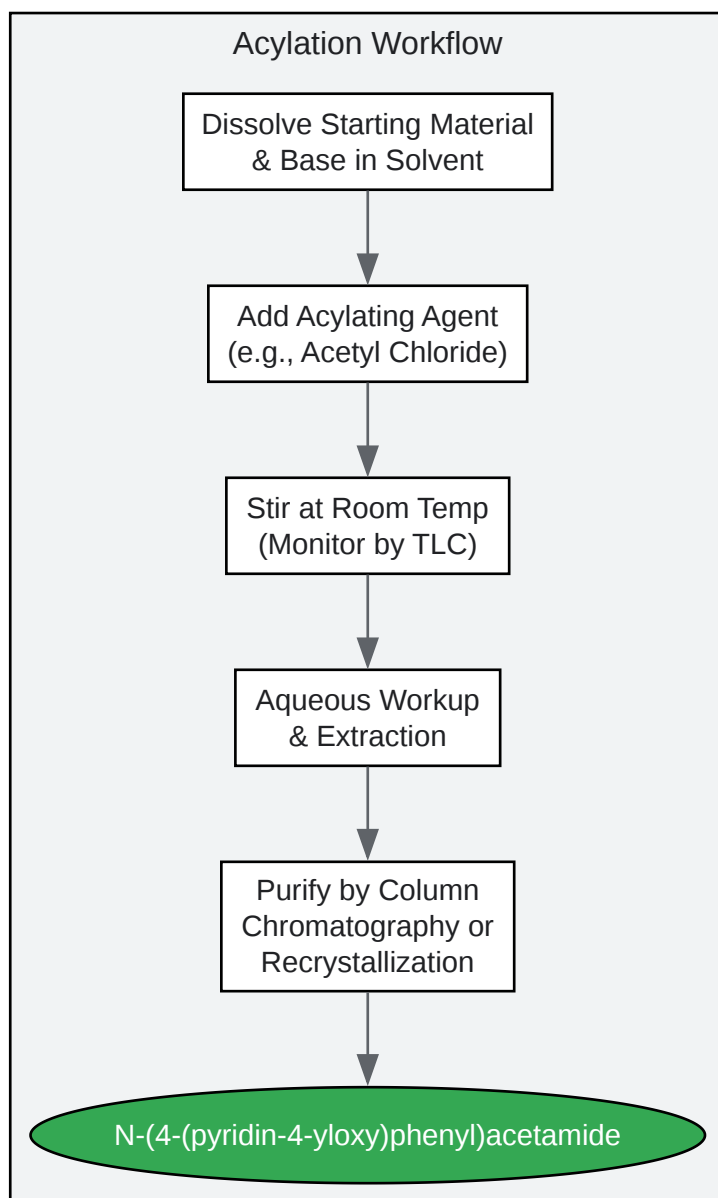 Acylation Workflow
Dissolve Starting Material
& Base in Solvent
Add Acylating Agent
(e.g., Acetyl Chloride)
Stir at Room Temp
(Monitor by TLC)
Aqueous Workup
& Extraction
Purify by Column
Chromatography or
Recrystallization
N-(4-(pyridin-4-yloxy)phenyl)acetamide